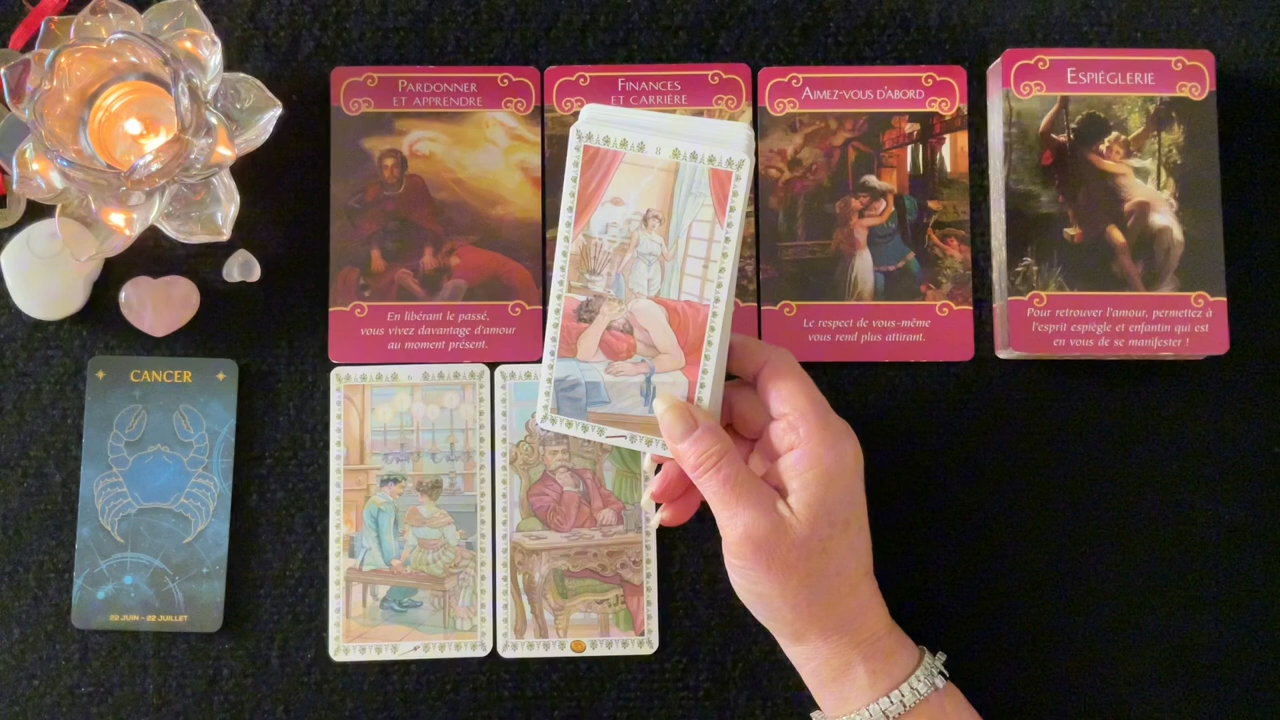 PARDONNER
ET APPRENDRE
En libérant le passé,
vous vivez davantage d'amour
au moment présent.
FINANCES
ET CARRIÈRE
AIMEZ-VOUS D'ABORD
Le respect de vous-même
vous rend plus attirant.
ESPIÈGLERIE
Pour retrouver l'amour, permettez à
l'esprit espiègle et enfantin qui est
en vous de se manifester !
CANCER
22 JUIN - 22 JUILLET